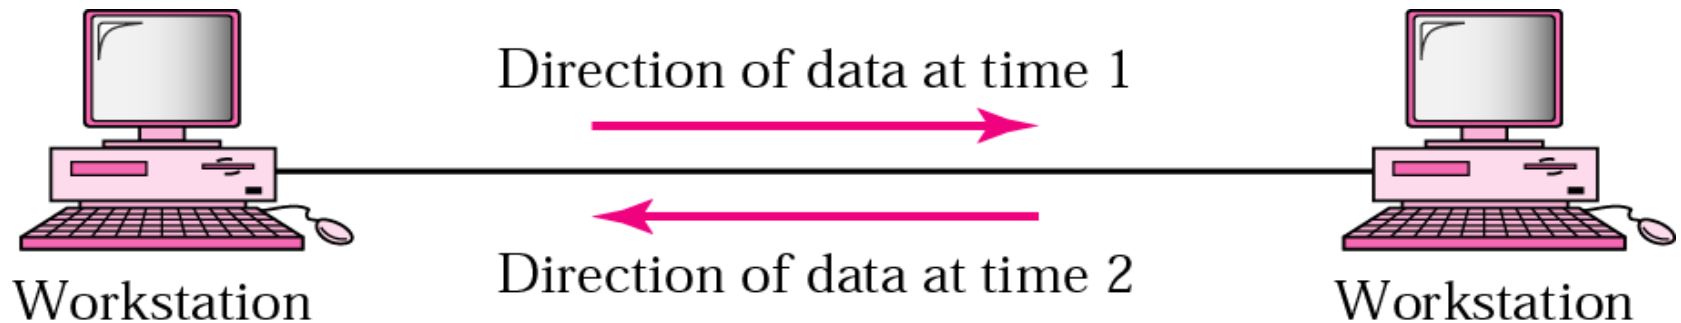 Direction of data at time 1
Direction of data at time 2
Workstation
Workstation